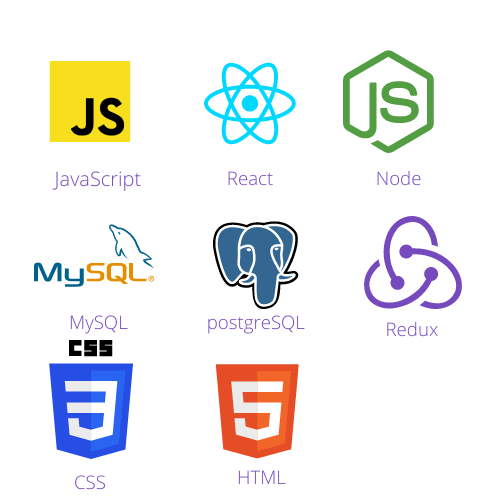 JS
JS
JavaScript
React
Node
MySQL®
MySQL
postgreSQL
Redux
CSS
3
5
CSS
HTML